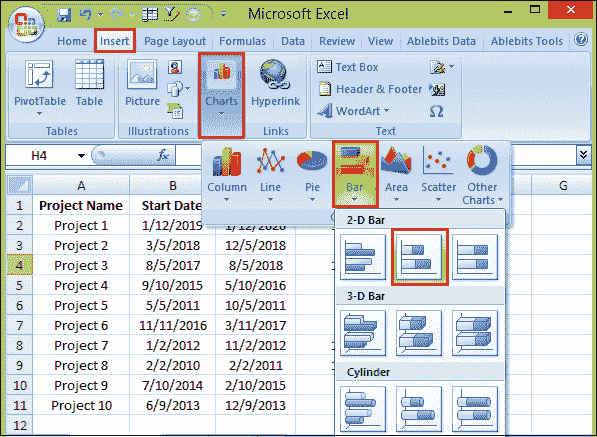 Microsoft Excel
Home Insert Page Layout Formulas Data Review View Ablebits Data Ablebits Tools
PivotTable Table Picture Charts Hyperlink Text Box
Header & Footer
WordArt Ω
Tables Illustrations Links Text
H4 fx
Column Line Pie Bar Area Scatter Other Charts
A B G
1 Project Name Start Date
2 Project 1 1/12/2019 1/12/2020
3 Project 2 3/5/2018 12/5/2018
4 Project 3 8/5/2017 8/5/2018
5 Project 4 9/10/2015 5/10/2016
6 Project 5 5/5/2011 10/5/2011
7 Project 6 11/11/2016 3/11/2017
8 Project 7 1/2/2012 11/2/2012
9 Project 8 2/2/2010 2/2/2011
10 Project 9 7/10/2014 2/10/2015
11 Project 10 6/9/2013 12/9/2013
12
2-D Bar
3-D Bar
Cylinder